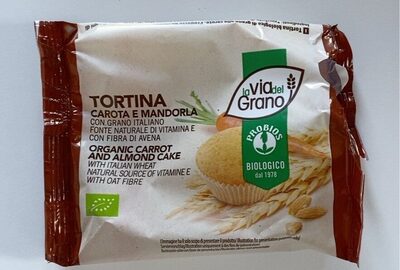 TORTINA
CAROTA E MANDORLA
CON GRANO ITALIANO
FONTE NATURALE DI VITAMINA E
CON FIBRA DI AVENA
ORGANIC CARROT
AND ALMOND CAKE
WITH ITALIAN WHEAT
NATURAL SOURCE OF VITAMINE E
WITH OAT FIBRE
la via del
Grano
PROBIOS
BIOLOGICO
dal 1978